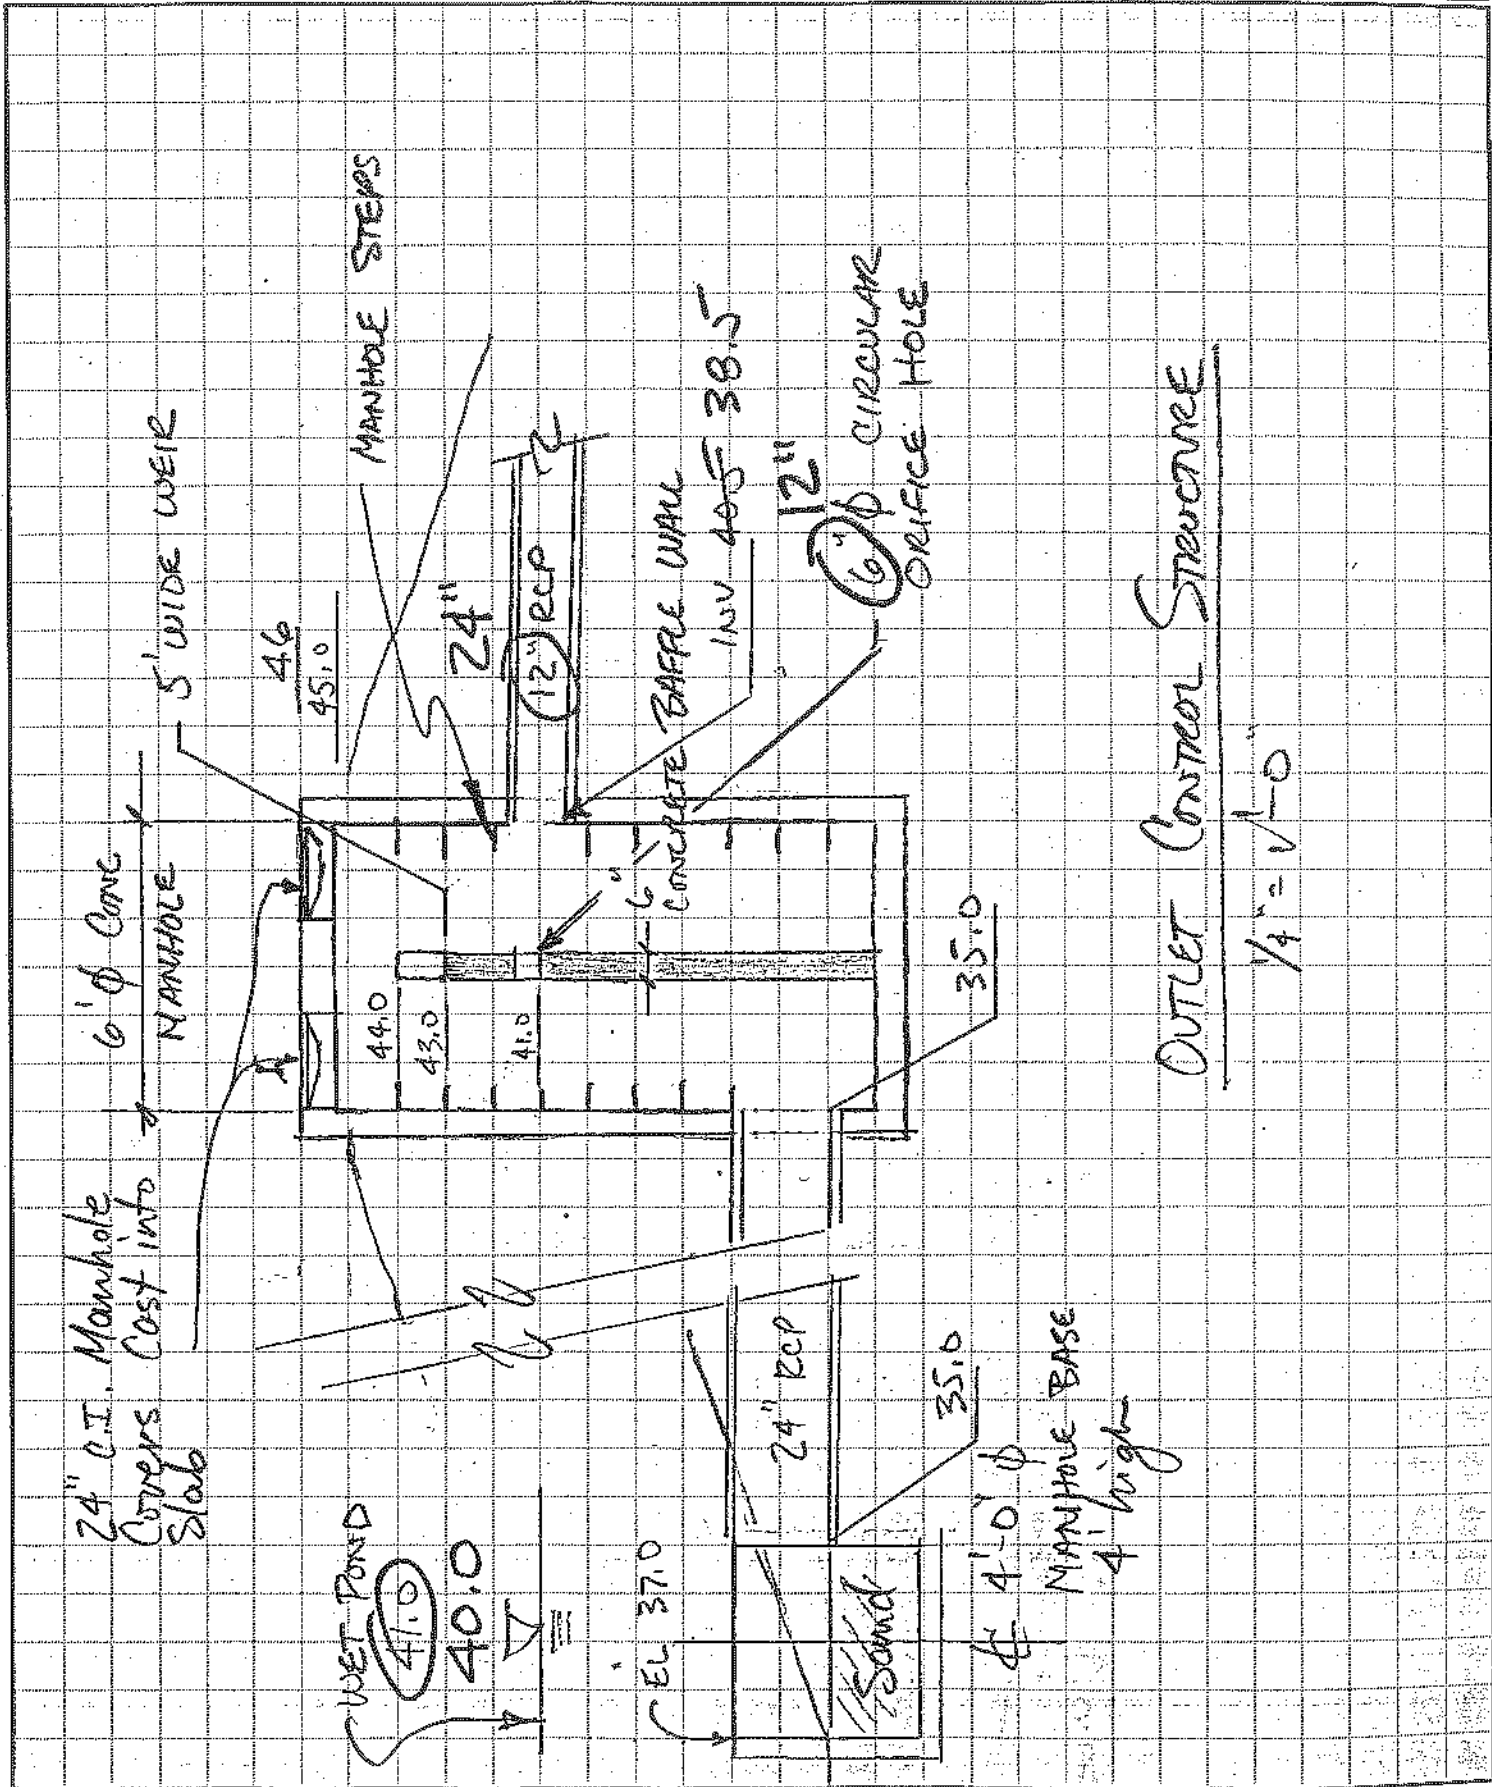 24" C.I. Manhole
Covers Cast into
Slab
6' φ CONC
MANHOLE
5' WIDE WEIR
46
45.0
MANHOLE STEPS
24"
12" RCP
44.0
43.0
41.0
6"
CONCRETE BAFFLE WALL
INV 40.5 38.5
12"
6" φ CIRCULAR
ORIFICE HOLE
35.0
WET POND
41.0
40.0
EL 37.0
24" RCP
35.0
Sand
℄ 4'-0" φ
MANHOLE BASE
4' high
OUTLET CONTROL STRUCTURE
1/4" = 1'-0"